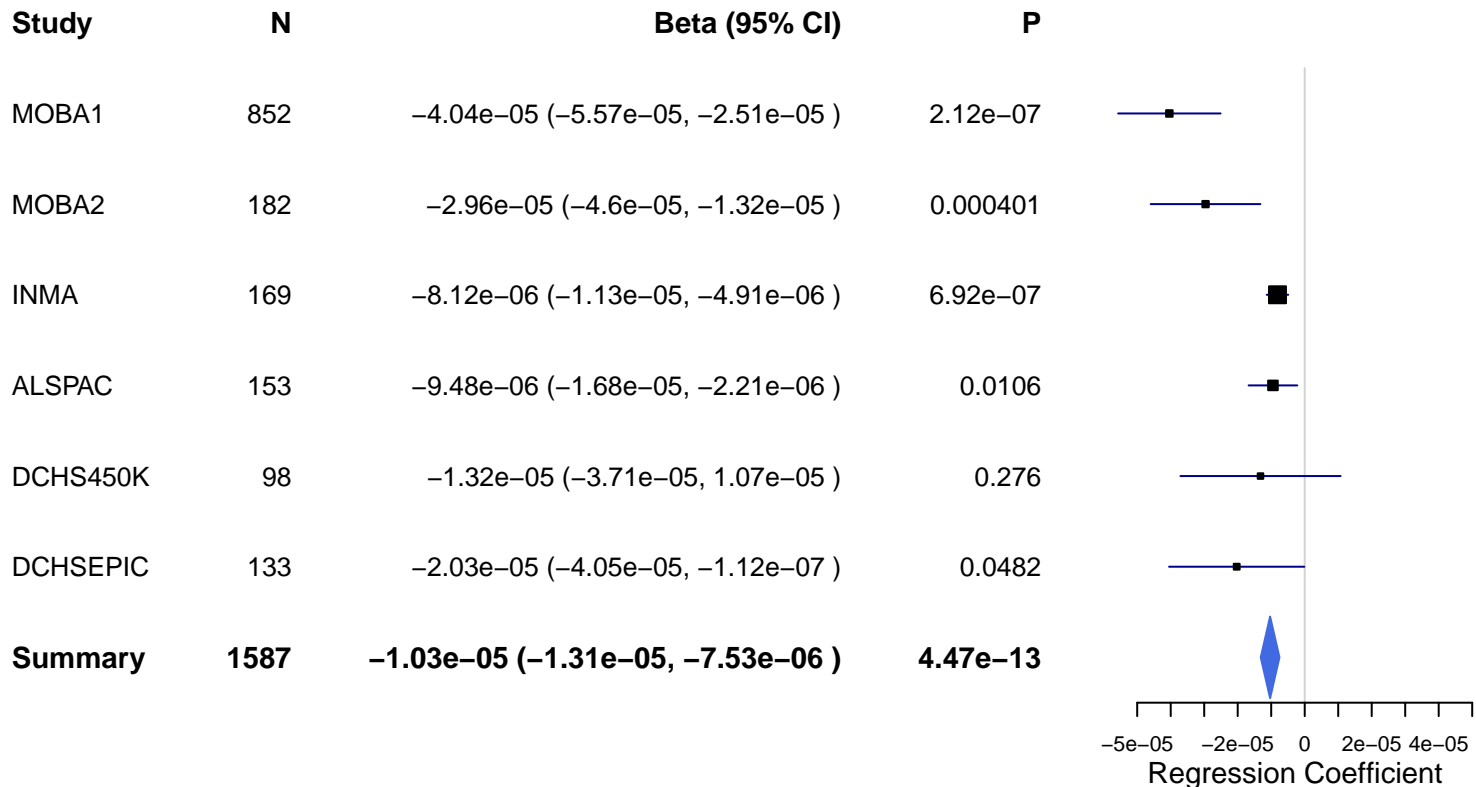 Study N Beta (95% CI) P
MOBA1 852 −4.04e−05 (−5.57e−05, −2.51e−05 ) 2.12e−07
MOBA2 182 −2.96e−05 (−4.6e−05, −1.32e−05 ) 0.000401
INMA 169 −8.12e−06 (−1.13e−05, −4.91e−06 ) 6.92e−07
ALSPAC 153 −9.48e−06 (−1.68e−05, −2.21e−06 ) 0.0106
DCHS450K 98 −1.32e−05 (−3.71e−05, 1.07e−05 ) 0.276
DCHSEPIC 133 −2.03e−05 (−4.05e−05, −1.12e−07 ) 0.0482
Summary 1587 −1.03e−05 (−1.31e−05, −7.53e−06 ) 4.47e−13
−5e−05 −2e−05 0 2e−05 4e−05
Regression Coefficient